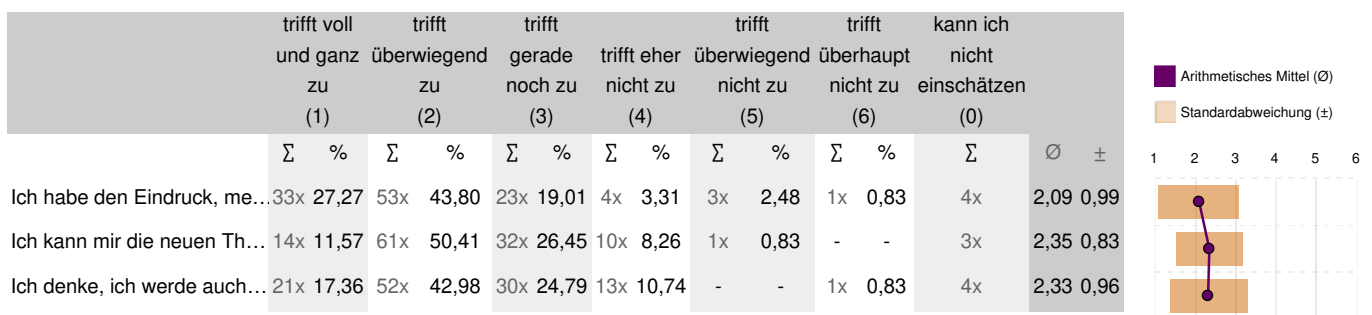 trifft voll trifft trifft trifft trifft kann ich
und ganz überwiegend gerade trifft eher überwiegend überhaupt nicht
zu zu noch zu nicht zu nicht zu nicht zu einschätzen
(1) (2) (3) (4) (5) (6) (0)
Arithmetisches Mittel (Ø)
Standardabweichung (±)
Σ % Σ % Σ % Σ % Σ % Σ % Σ Ø ±
1 2 3 4 5 6
Ich habe den Eindruck, me... 33x 27,27 53x 43,80 23x 19,01 4x 3,31 3x 2,48 1x 0,83 4x 2,09 0,99
Ich kann mir die neuen Th... 14x 11,57 61x 50,41 32x 26,45 10x 8,26 1x 0,83 - - 3x 2,35 0,83
Ich denke, ich werde auch... 21x 17,36 52x 42,98 30x 24,79 13x 10,74 - - 1x 0,83 4x 2,33 0,96